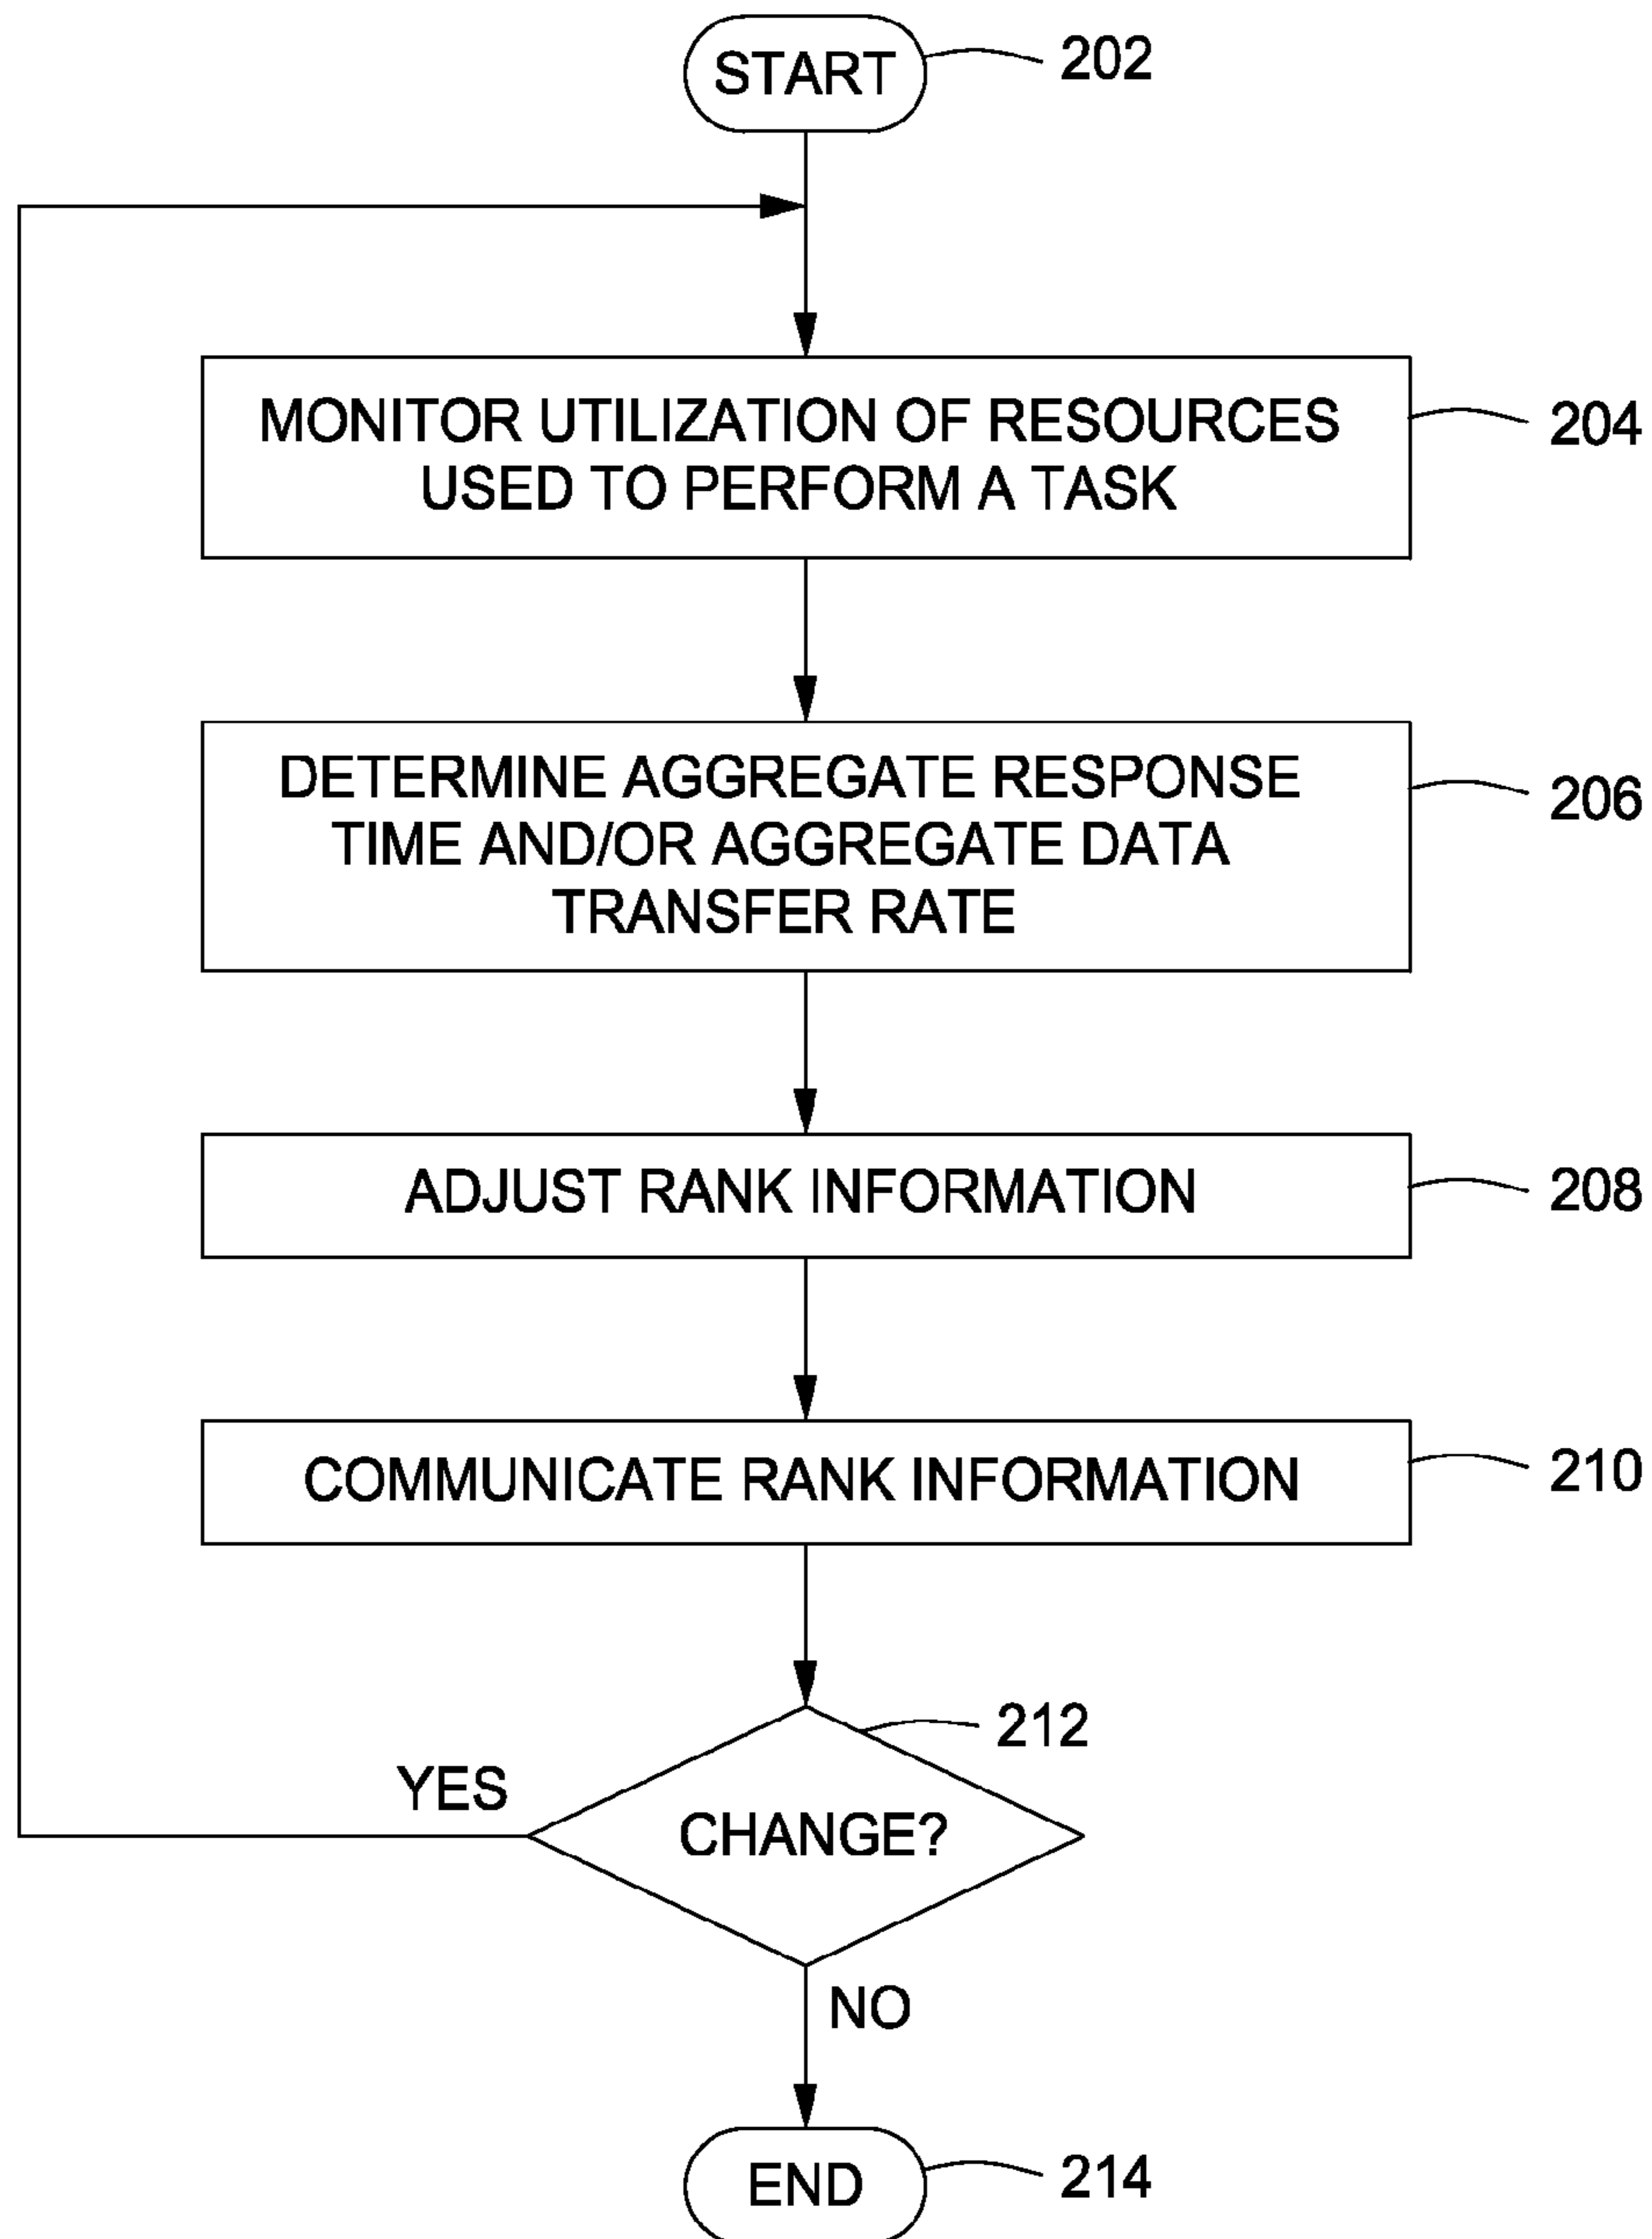 START
202
MONITOR UTILIZATION OF RESOURCES
USED TO PERFORM A TASK
204
DETERMINE AGGREGATE RESPONSE
TIME AND/OR AGGREGATE DATA
TRANSFER RATE
206
ADJUST RANK INFORMATION
208
COMMUNICATE RANK INFORMATION
210
212
YES
CHANGE?
NO
END
214